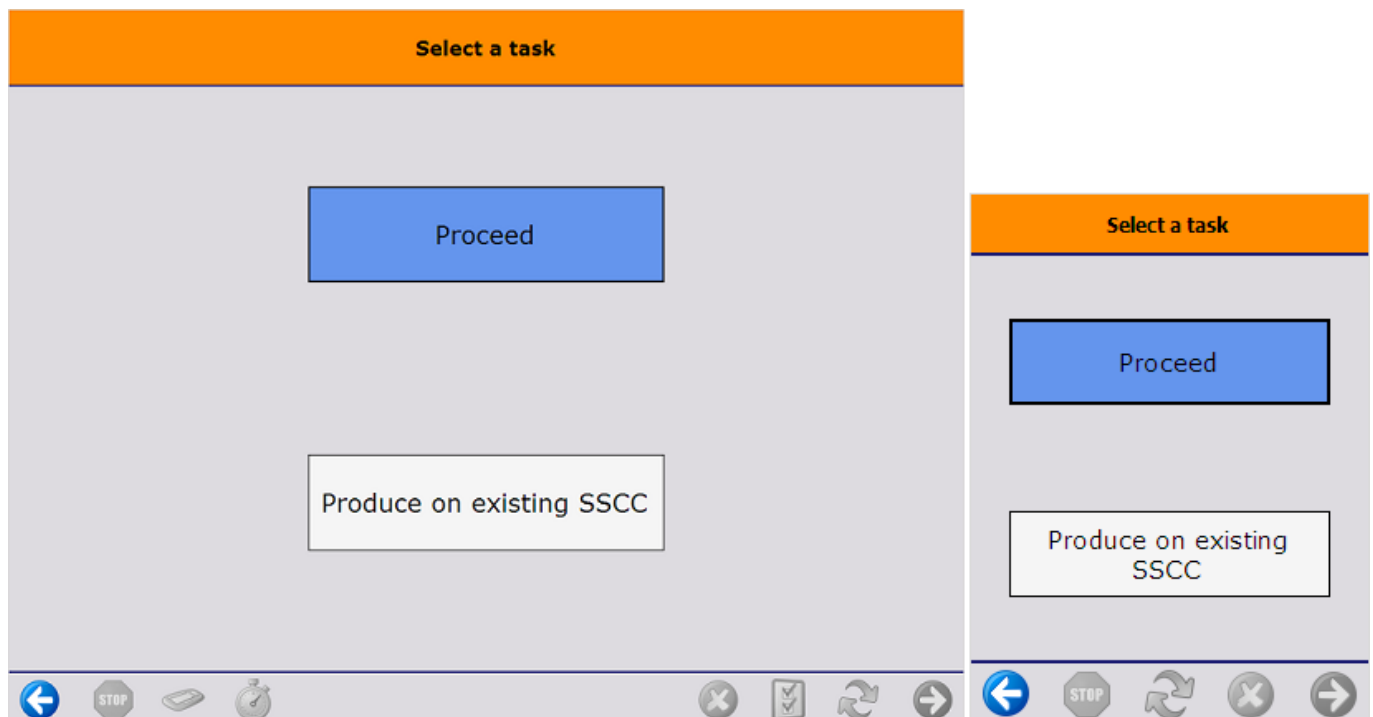 Select a task
Proceed
Produce on existing SSCC
STOP
Select a task
Proceed
Produce on existing
SSCC
STOP